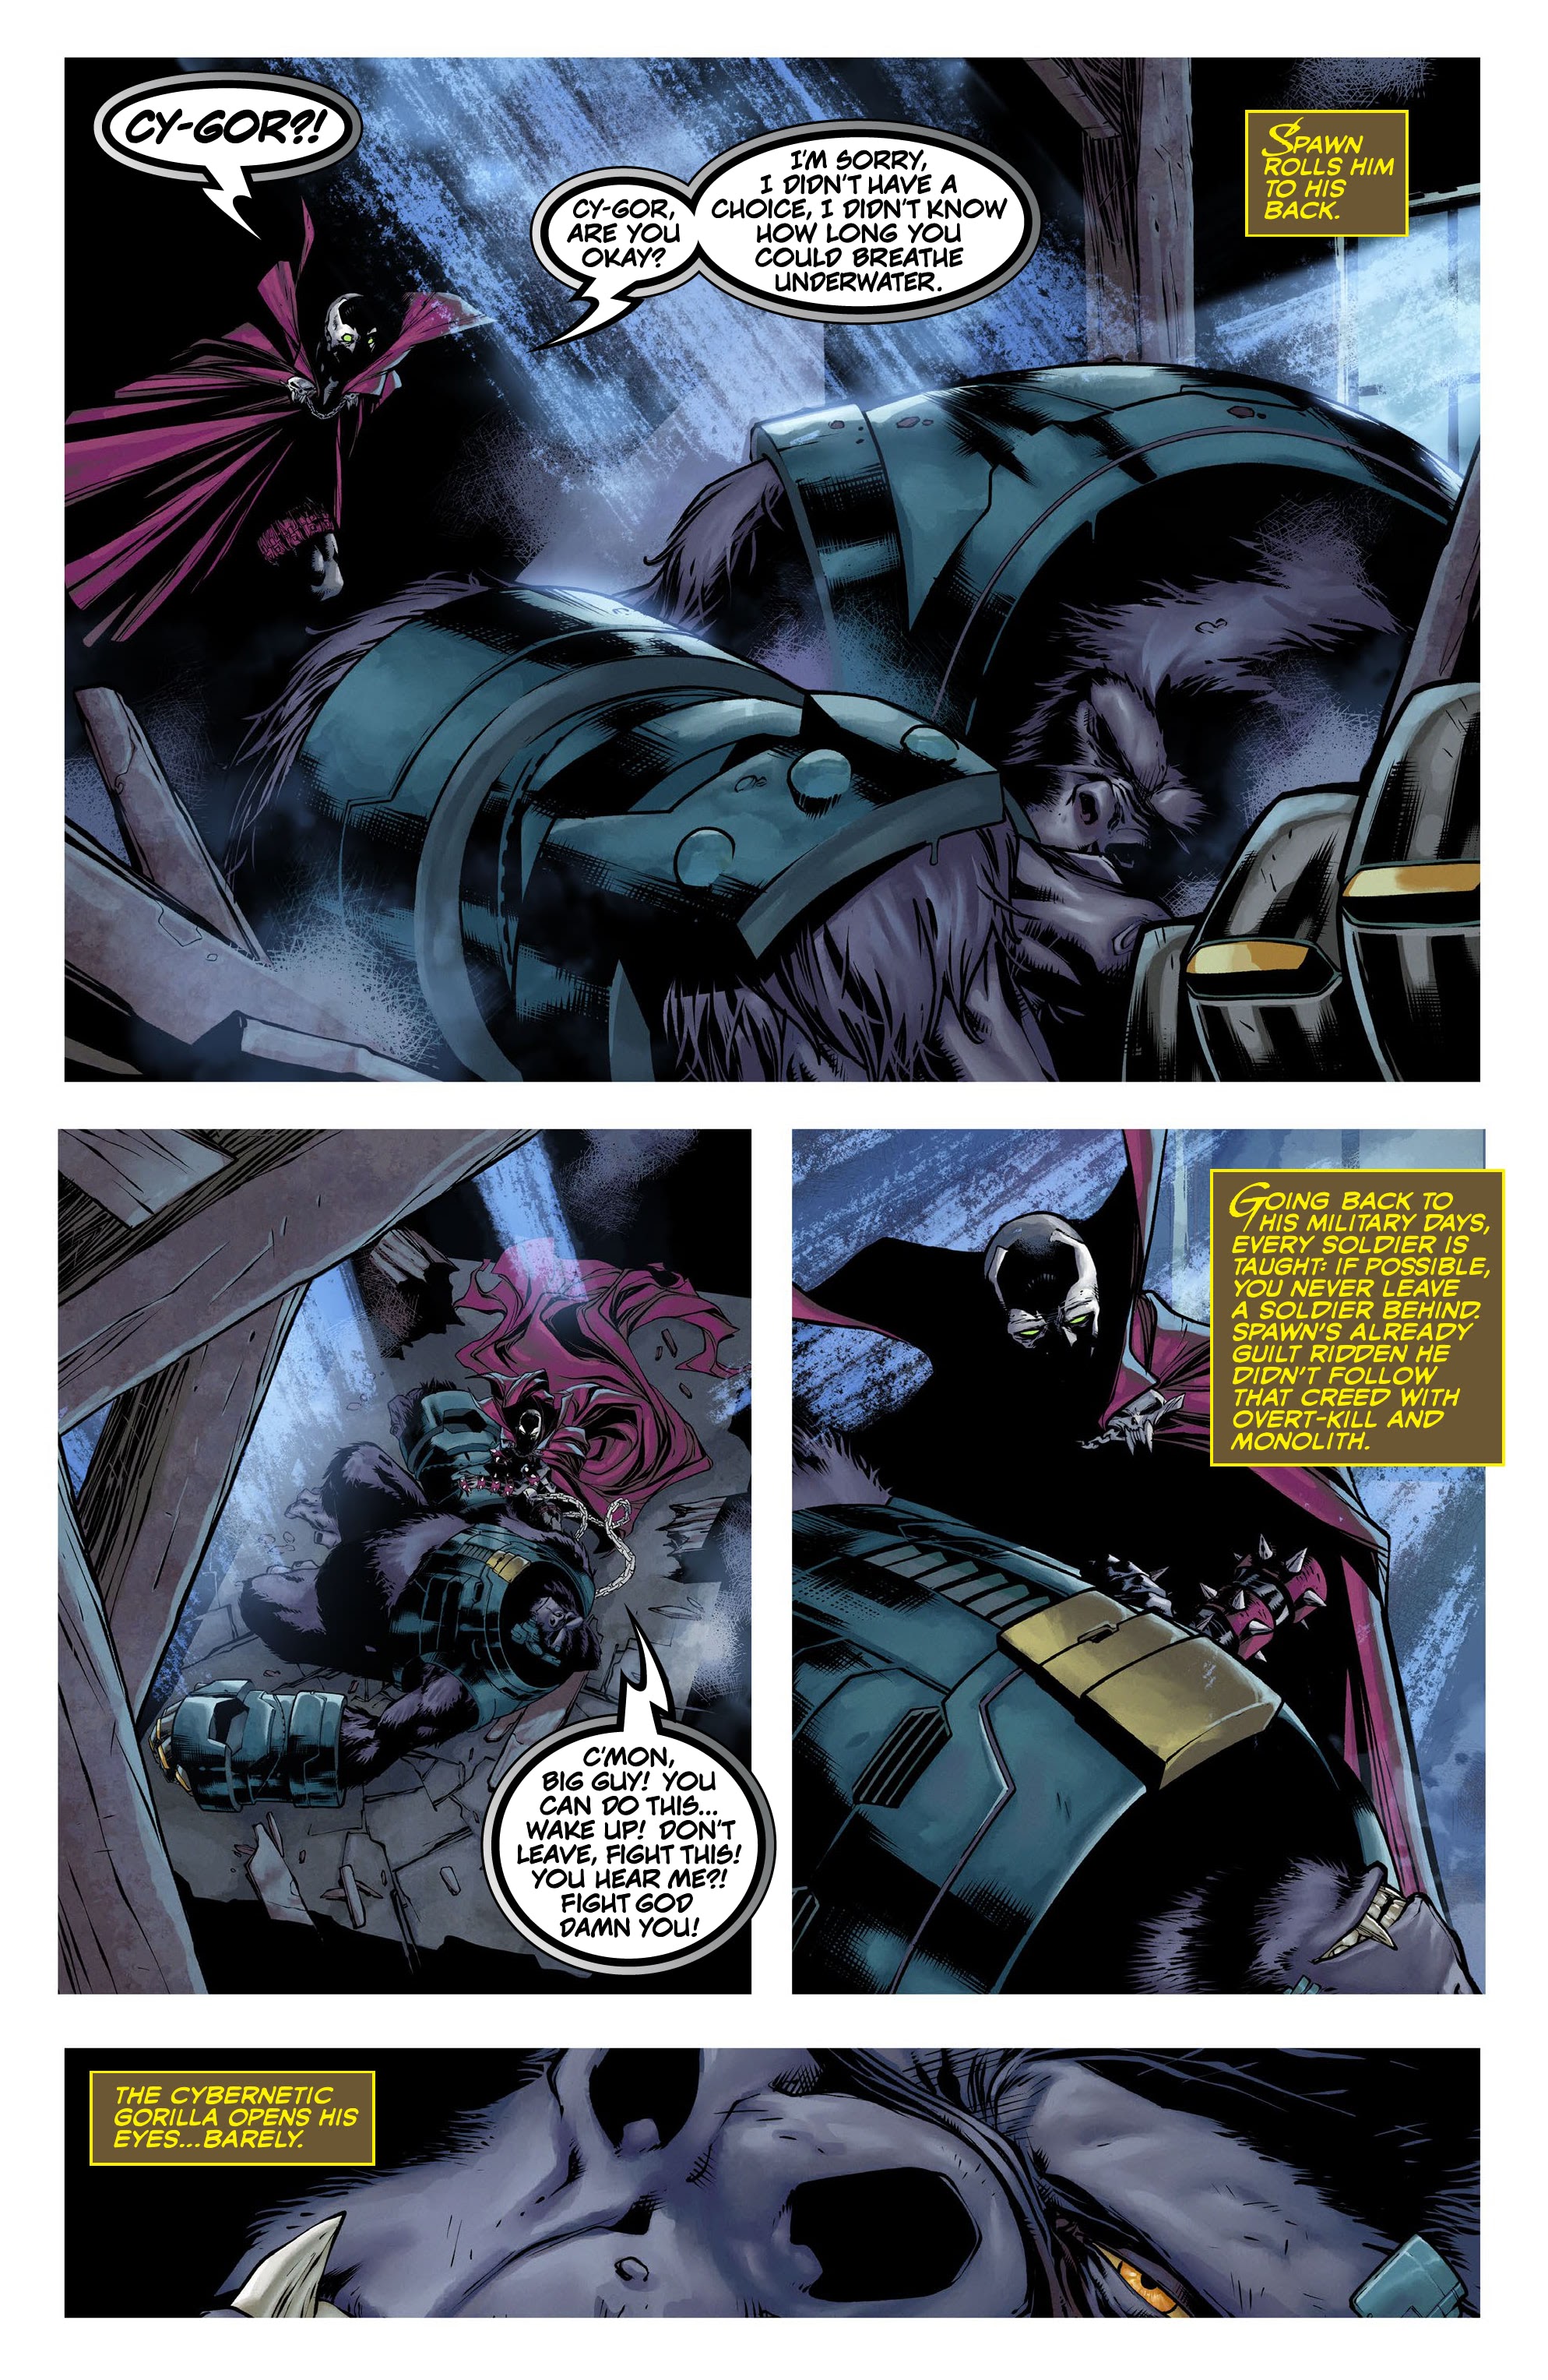 CY-GOR?!
CY-GOR,
ARE YOU
OKAY?
I'M SORRY,
I DIDN'T HAVE A
CHOICE, I DIDN'T KNOW
HOW LONG YOU
COULD BREATHE
UNDERWATER.
SPAWN
ROLLS HIM
TO HIS
BACK.
C'MON,
BIG GUY! YOU
CAN DO THIS...
WAKE UP! DON'T
LEAVE, FIGHT THIS!
YOU HEAR ME?!
FIGHT GOD
DAMN YOU!
GOING BACK TO
HIS MILITARY DAYS,
EVERY SOLDIER IS
TAUGHT: IF POSSIBLE,
YOU NEVER LEAVE
A SOLDIER BEHIND.
SPAWN'S ALREADY
GUILT RIDDEN HE
DIDN'T FOLLOW
THAT CREED WITH
OVERT-KILL AND
MONOLITH.
THE CYBERNETIC
GORILLA OPENS HIS
EYES...BARELY.